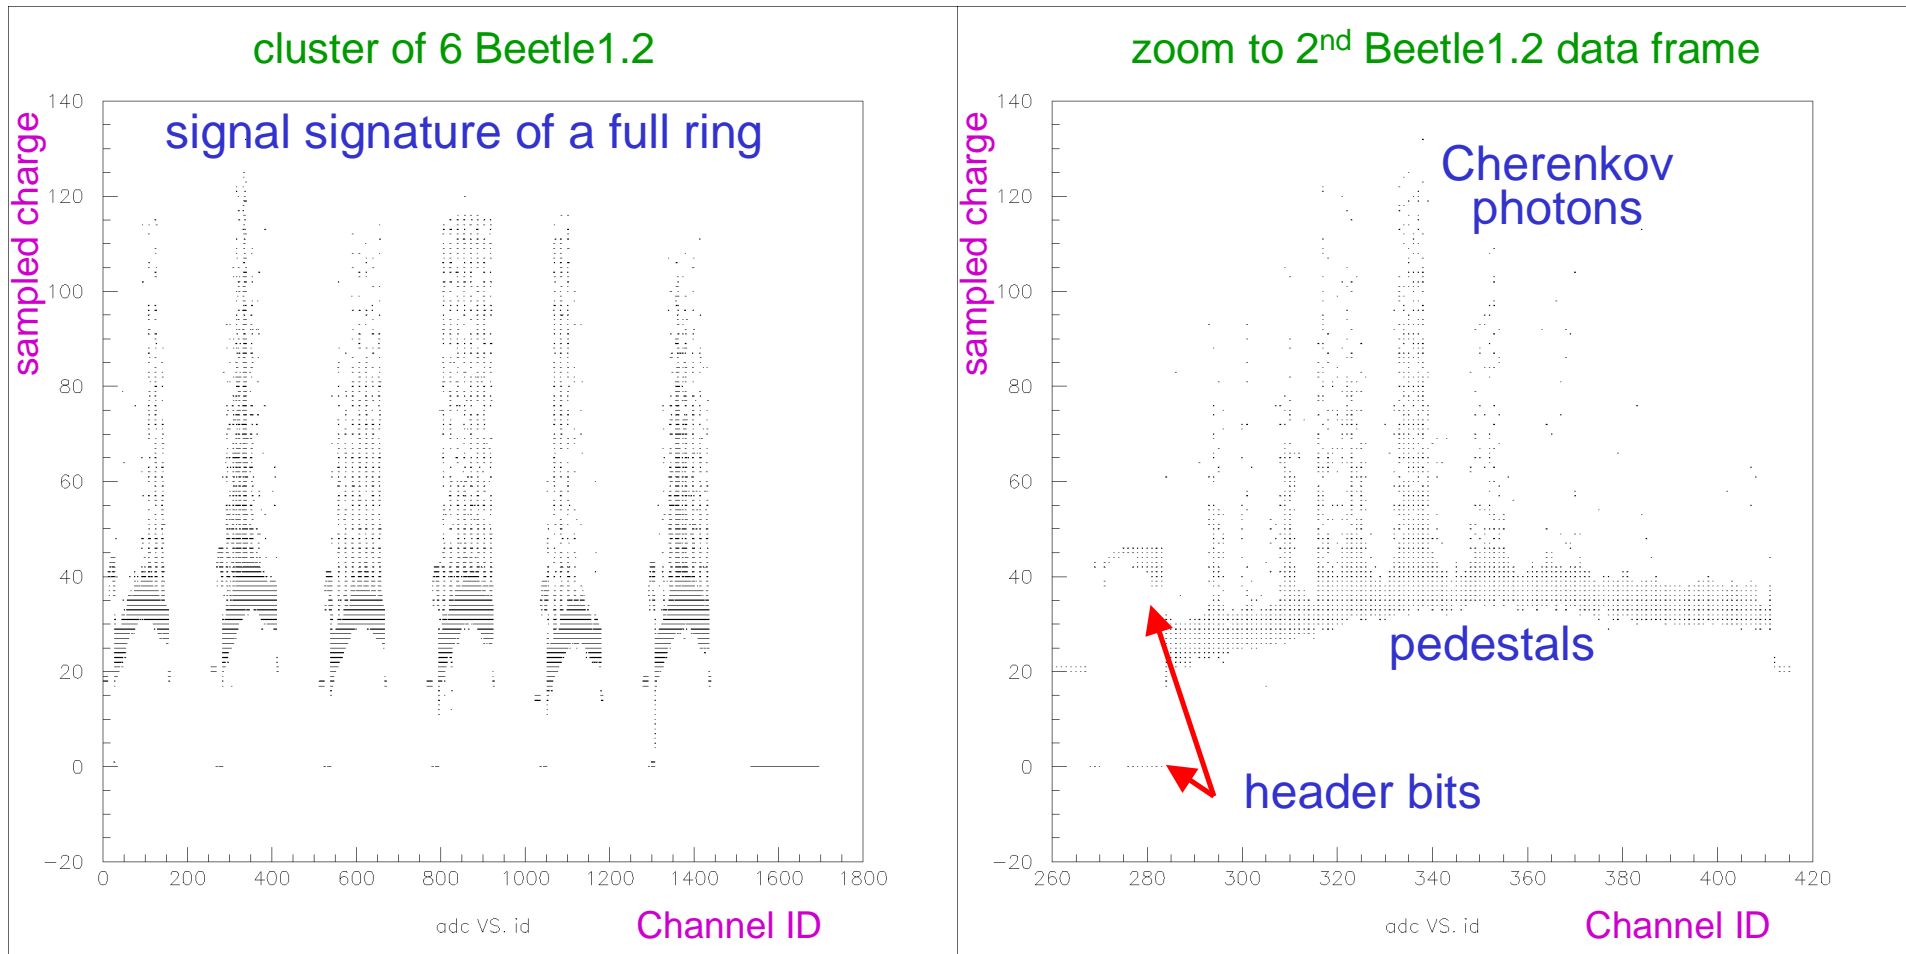 cluster of 6 Beetle1.2
signal signature of a full ring
sampled charge
140
120
100
80
60
40
20
0
−20
0 200 400 600 800 1000 1200 1400 1600 1800
adc VS. id
Channel ID
zoom to 2nd Beetle1.2 data frame
Cherenkov
photons
sampled charge
140
120
100
80
60
40
20
0
−20
pedestals
header bits
260 280 300 320 340 360 380 400 420
adc VS. id
Channel ID